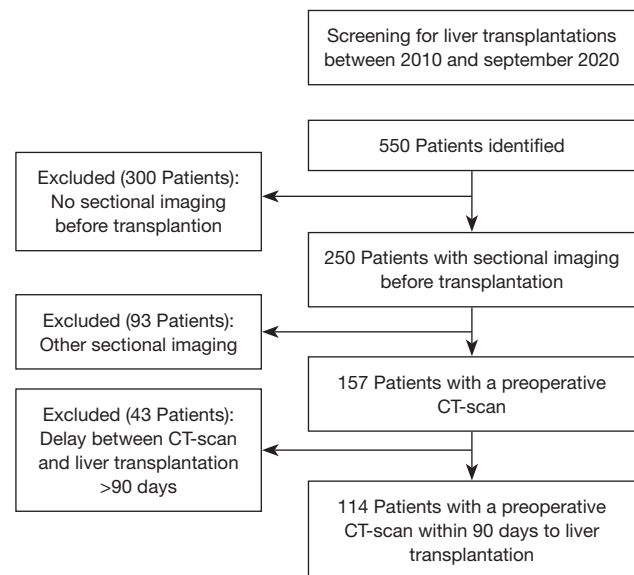 Screening for liver transplantations
between 2010 and september 2020
550 Patients identified
Excluded (300 Patients):
No sectional imaging
before transplantion
250 Patients with sectional imaging
before transplantation
Excluded (93 Patients):
Other sectional imaging
157 Patients with a preoperative
CT-scan
Excluded (43 Patients):
Delay between CT-scan
and liver transplantation
>90 days
114 Patients with a preoperative
CT-scan within 90 days to liver
transplantation